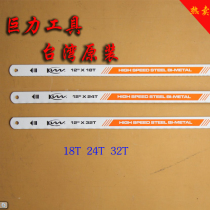 热卖
巨力工具
台湾原装
12" X 18T HIGH SPEED STEEL BI-METAL
12" X 24T HIGH SPEED STEEL BI-METAL
12" X 32T HIGH SPEED STEEL BI-METAL
18T 24T 32T